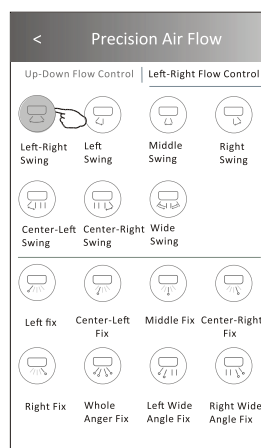 < Precision Air Flow
Up-Down Flow Control | Left-Right Flow Control
Left-Right Left Middle Right
Swing Swing Swing Swing
Center-Left Center-Right Wide
Swing Swing Swing
Left fix Center-Left Middle Fix Center-Right
Fix Fix
Right Fix Whole Left Wide Right Wide
Anger Fix Angle Fix Angle Fix